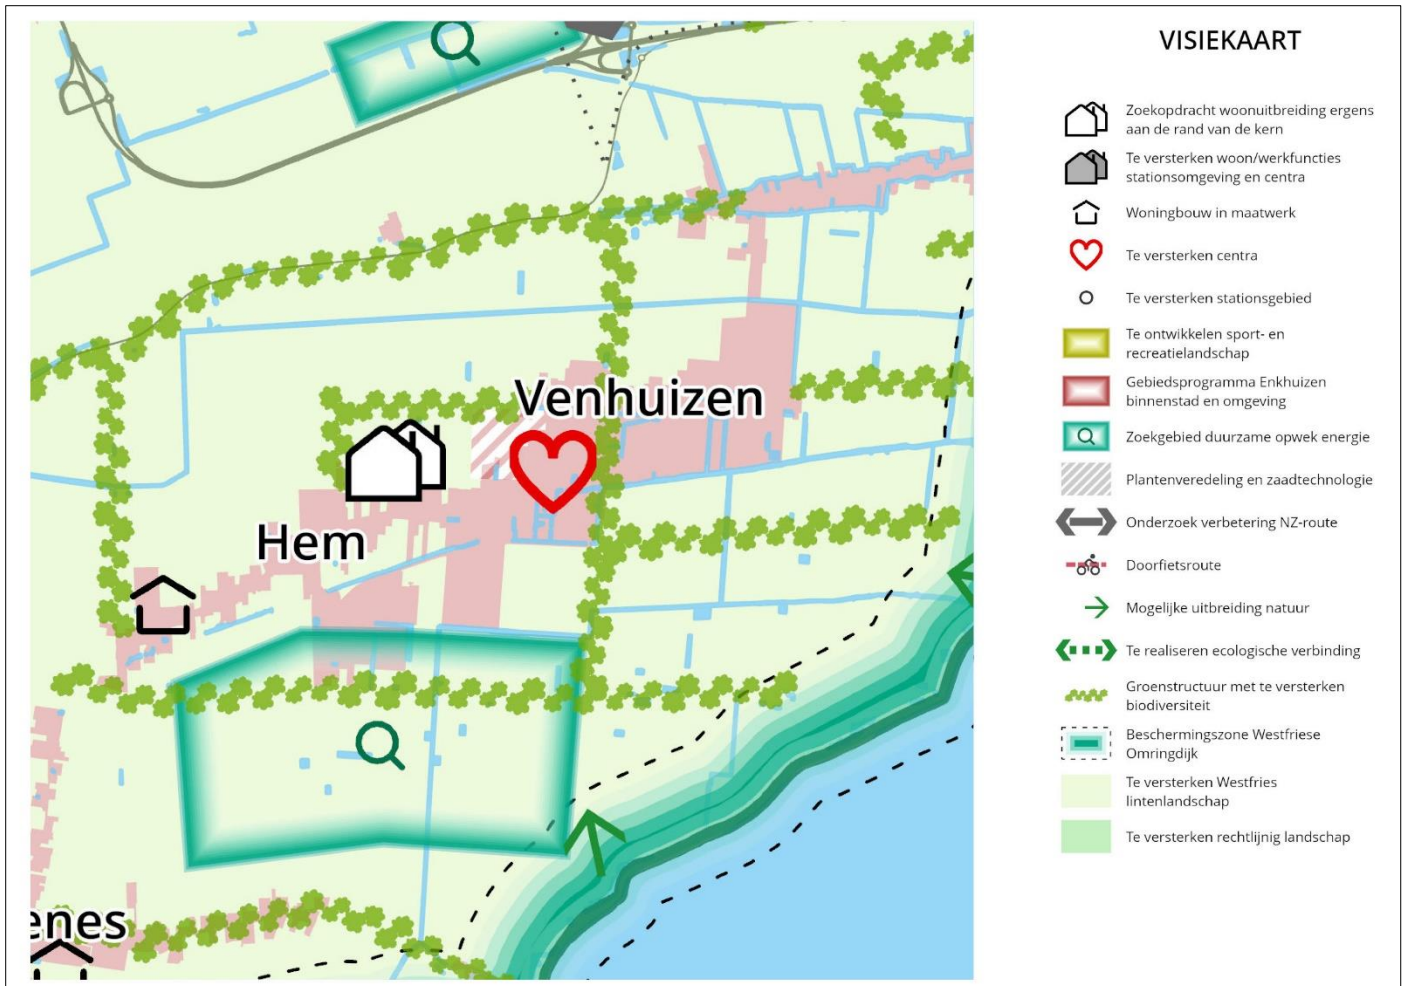 VISIEKAART
Zoekopdracht woonuitbreiding ergens
aan de rand van de kern
Te versterken woon/werkfuncties
stationsomgeving en centra
Woningbouw in maatwerk
Te versterken centra
Te versterken stationsgebied
Te ontwikkelen sport- en
recreatielandschap
Gebiedsprogramma Enkhuizen
binnenstad en omgeving
Zoekgebied duurzame opwek energie
Plantenveredeling en zaadtechnologie
Onderzoek verbetering NZ-route
Doorfietsroute
Mogelijke uitbreiding natuur
Te realiseren ecologische verbinding
Groenstructuur met te versterken
biodiversiteit
Beschermingszone Westfriese
Omringdijk
Te versterken Westfries
lintenlandschap
Te versterken rechtlijnig landschap
Venhuizen
Hem
enes